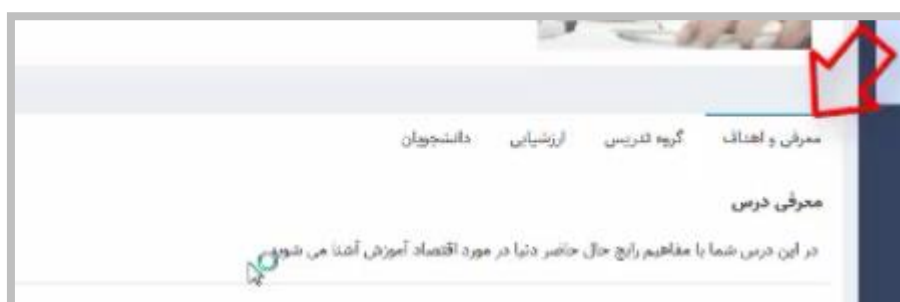 معرفی و اهداف گروه تدریس ارزشیابی دانشجویان
معرفی درس
در این درس شما با مفاهیم رایج حال حاضر دنیا در مورد اقتصاد آموزش آشنا می شوید